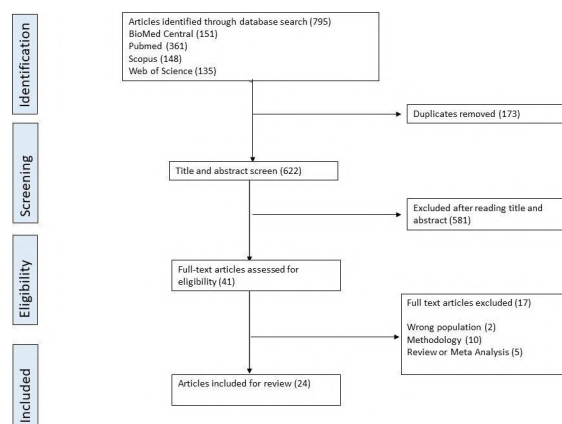 Identification
Articles identified through database search (795)
BioMed Central (151)
Pubmed (361)
Scopus (148)
Web of Science (135)
Duplicates removed (173)
Screening
Title and abstract screen (622)
Excluded after reading title and
abstract (581)
Eligibility
Full-text articles assessed for
eligibility (41)
Full text articles excluded (17)
Wrong population (2)
Methodology (10)
Review or Meta Analysis (5)
Included
Articles included for review (24)